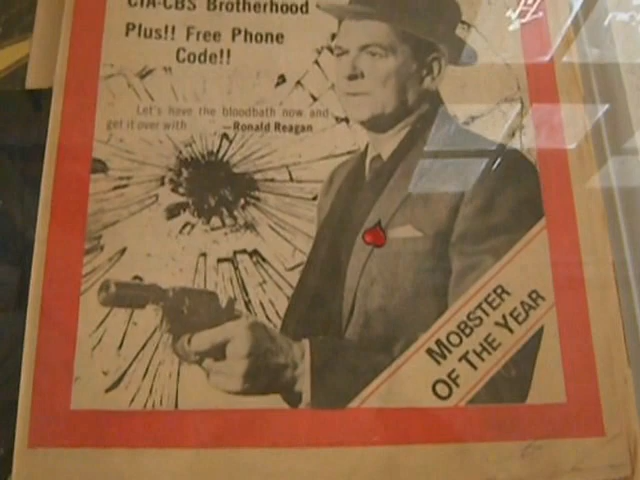 CIA-CBS Brotherhood
Plus!! Free Phone
Code!!
Let's have the bloodbath now and
get it over with —Ronald Reagan
MOBSTER
OF THE YEAR